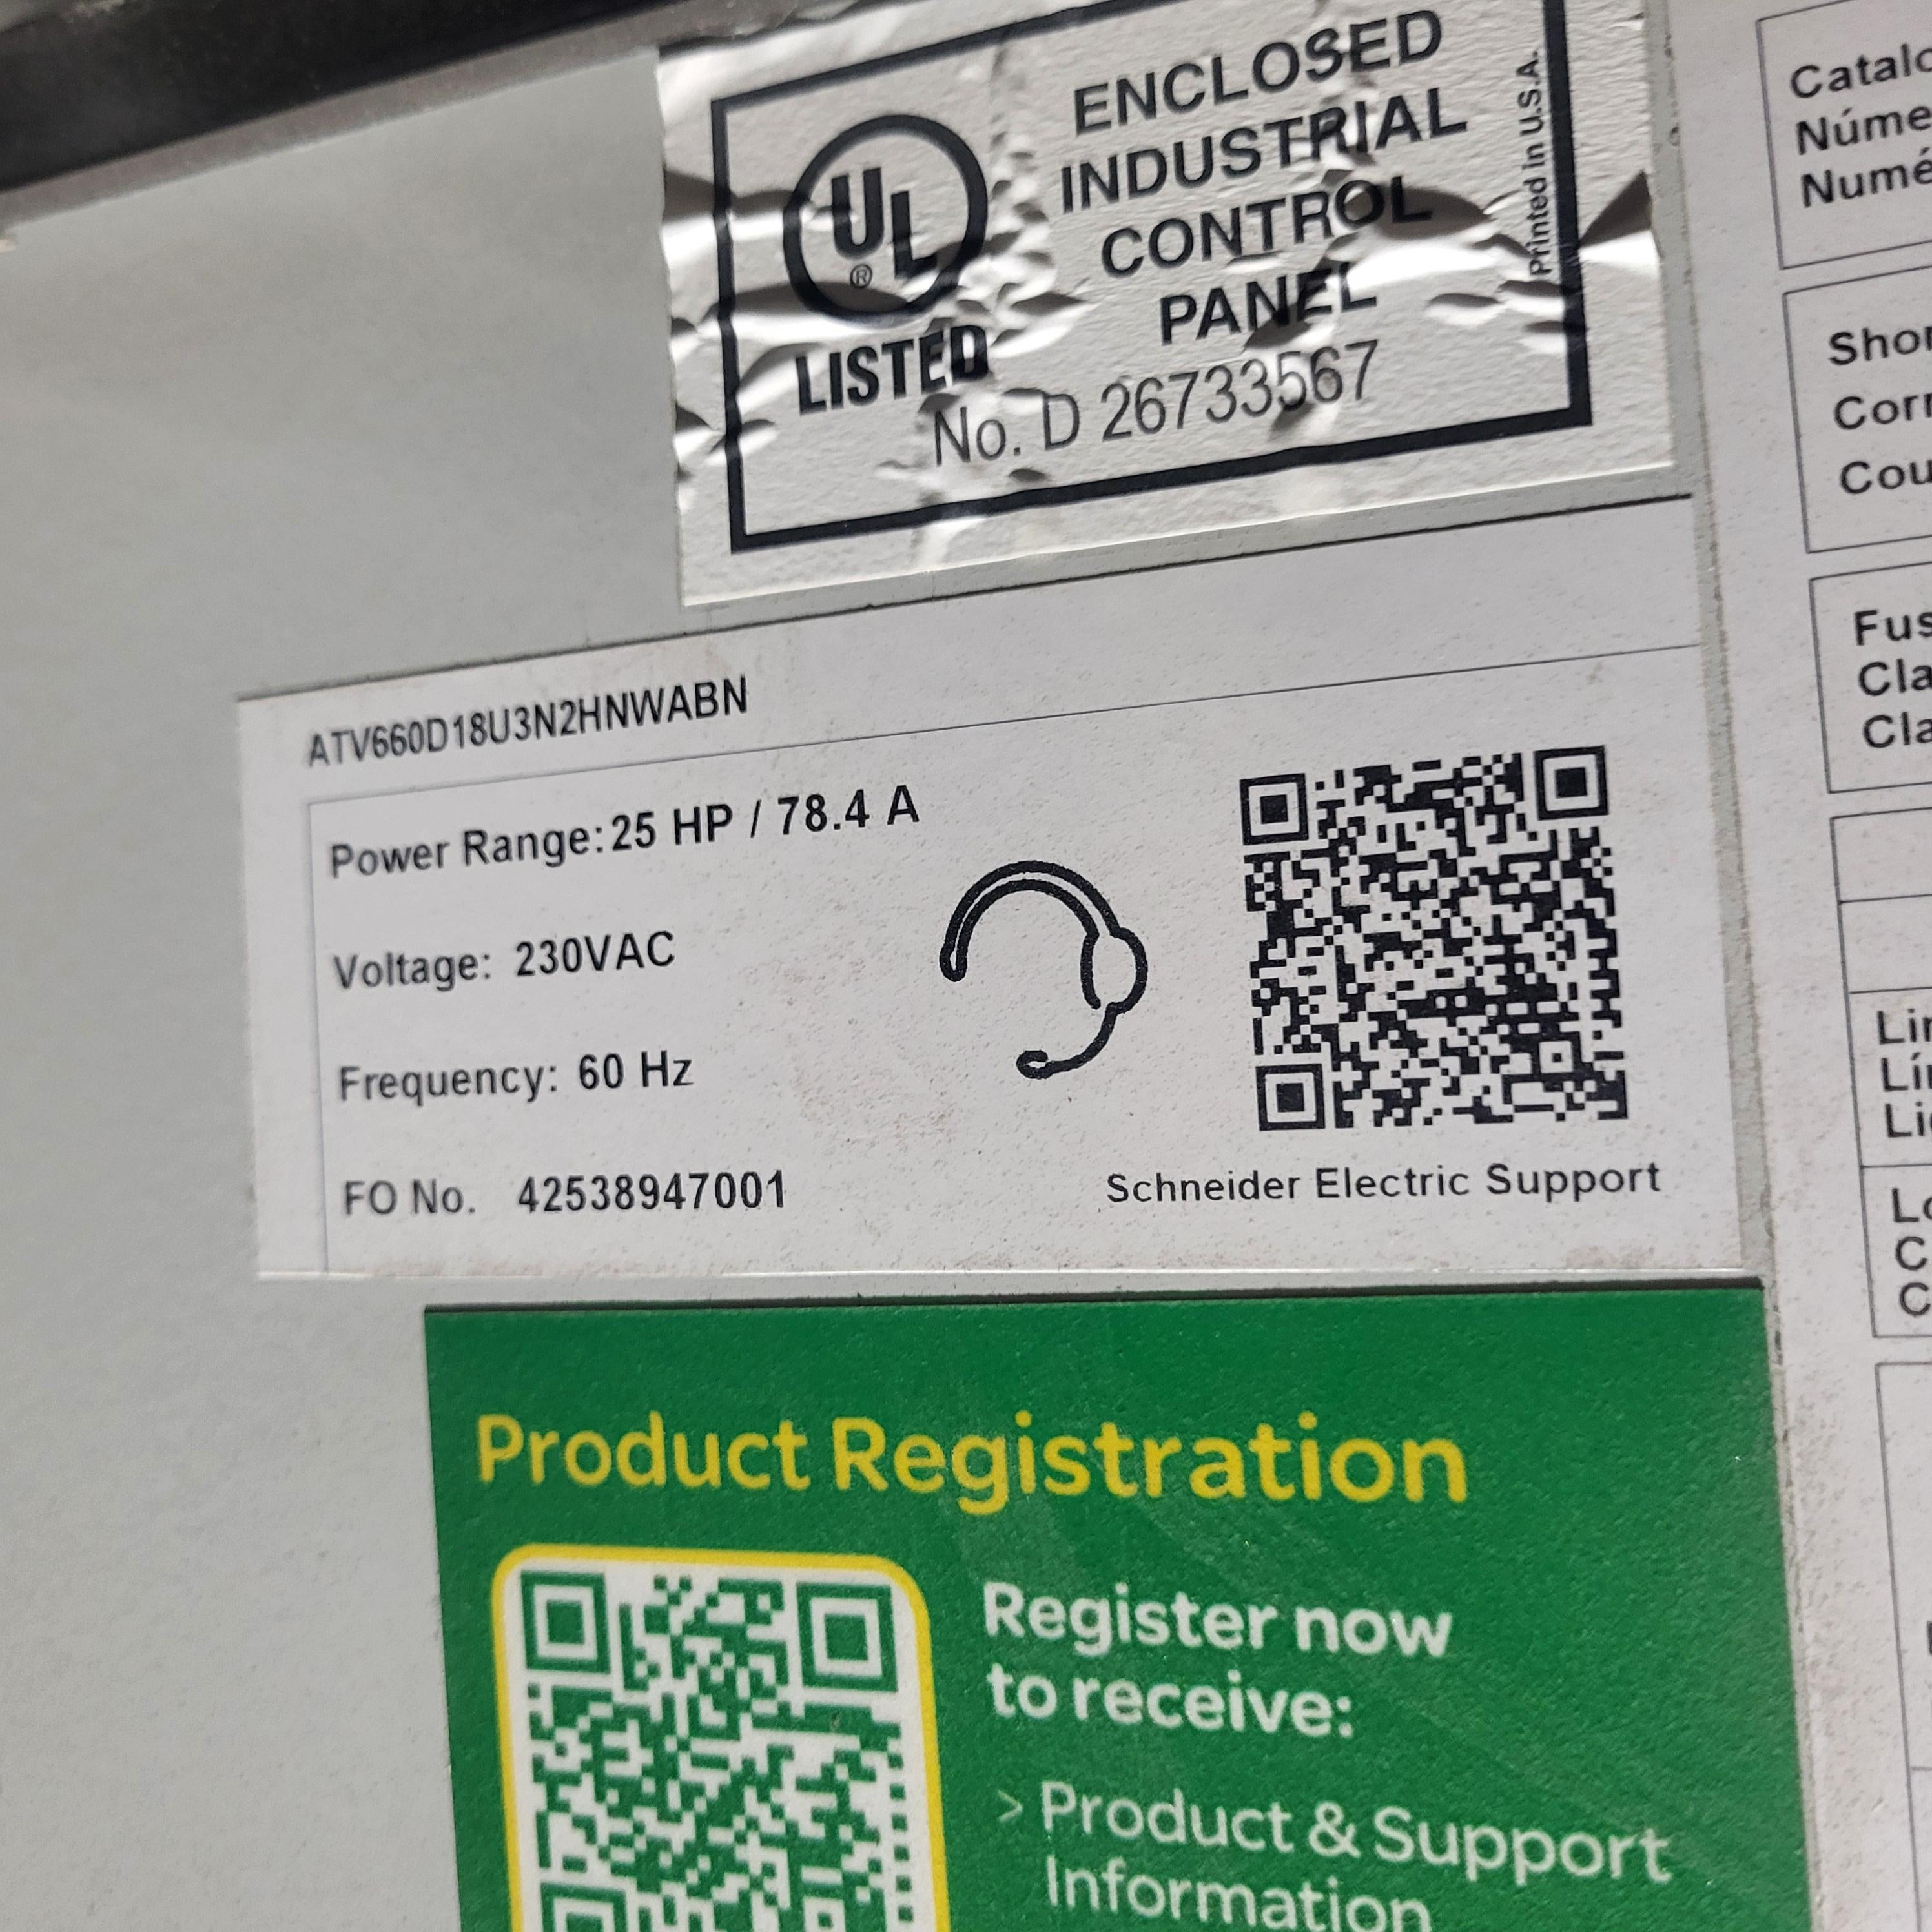 UL
®
LISTED
ENCLOSED
INDUSTRIAL
CONTROL
PANEL
No. D 26733567
Printed in U.S.A.
ATV660D18U3N2HNWABN
Power Range: 25 HP / 78.4 A
Voltage: 230VAC
Frequency: 60 Hz
FO No. 42538947001
Schneider Electric Support
Product Registration
Register now
to receive:
> Product & Support
Information